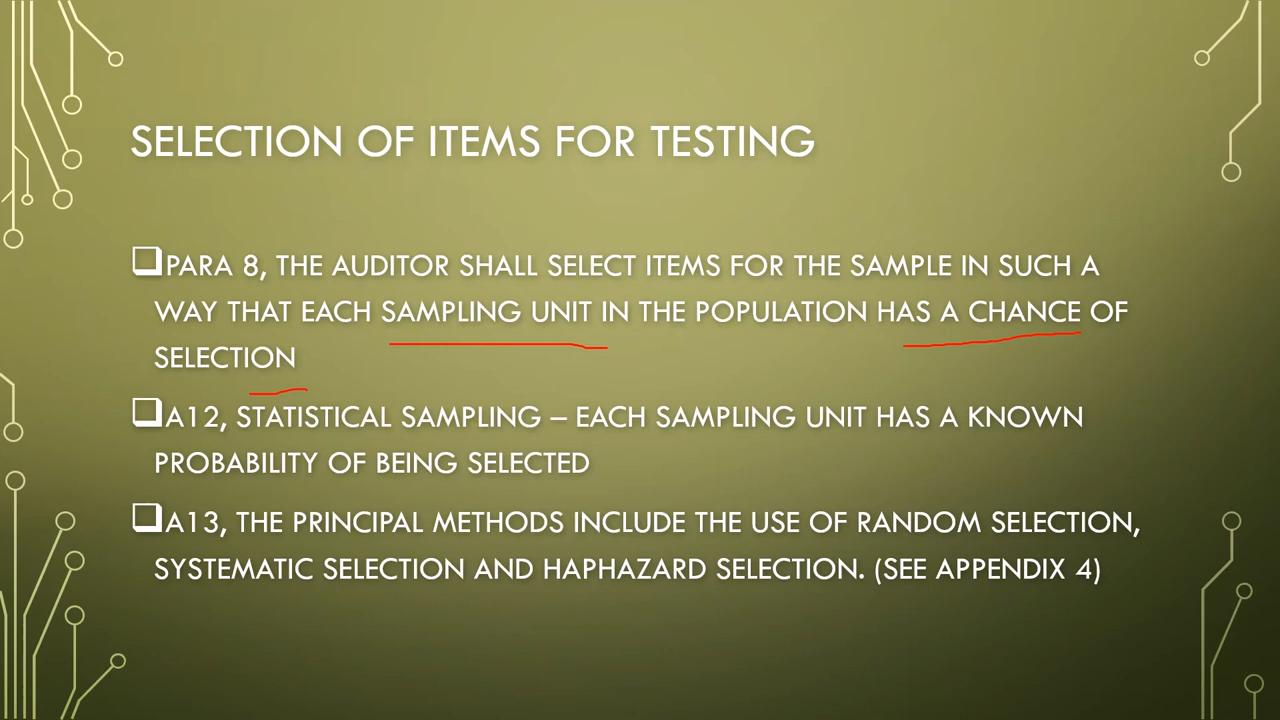 SELECTION OF ITEMS FOR TESTING
PARA 8, THE AUDITOR SHALL SELECT ITEMS FOR THE SAMPLE IN SUCH A
WAY THAT EACH SAMPLING UNIT IN THE POPULATION HAS A CHANCE OF
SELECTION
A12, STATISTICAL SAMPLING – EACH SAMPLING UNIT HAS A KNOWN
PROBABILITY OF BEING SELECTED
A13, THE PRINCIPAL METHODS INCLUDE THE USE OF RANDOM SELECTION,
SYSTEMATIC SELECTION AND HAPHAZARD SELECTION. (SEE APPENDIX 4)